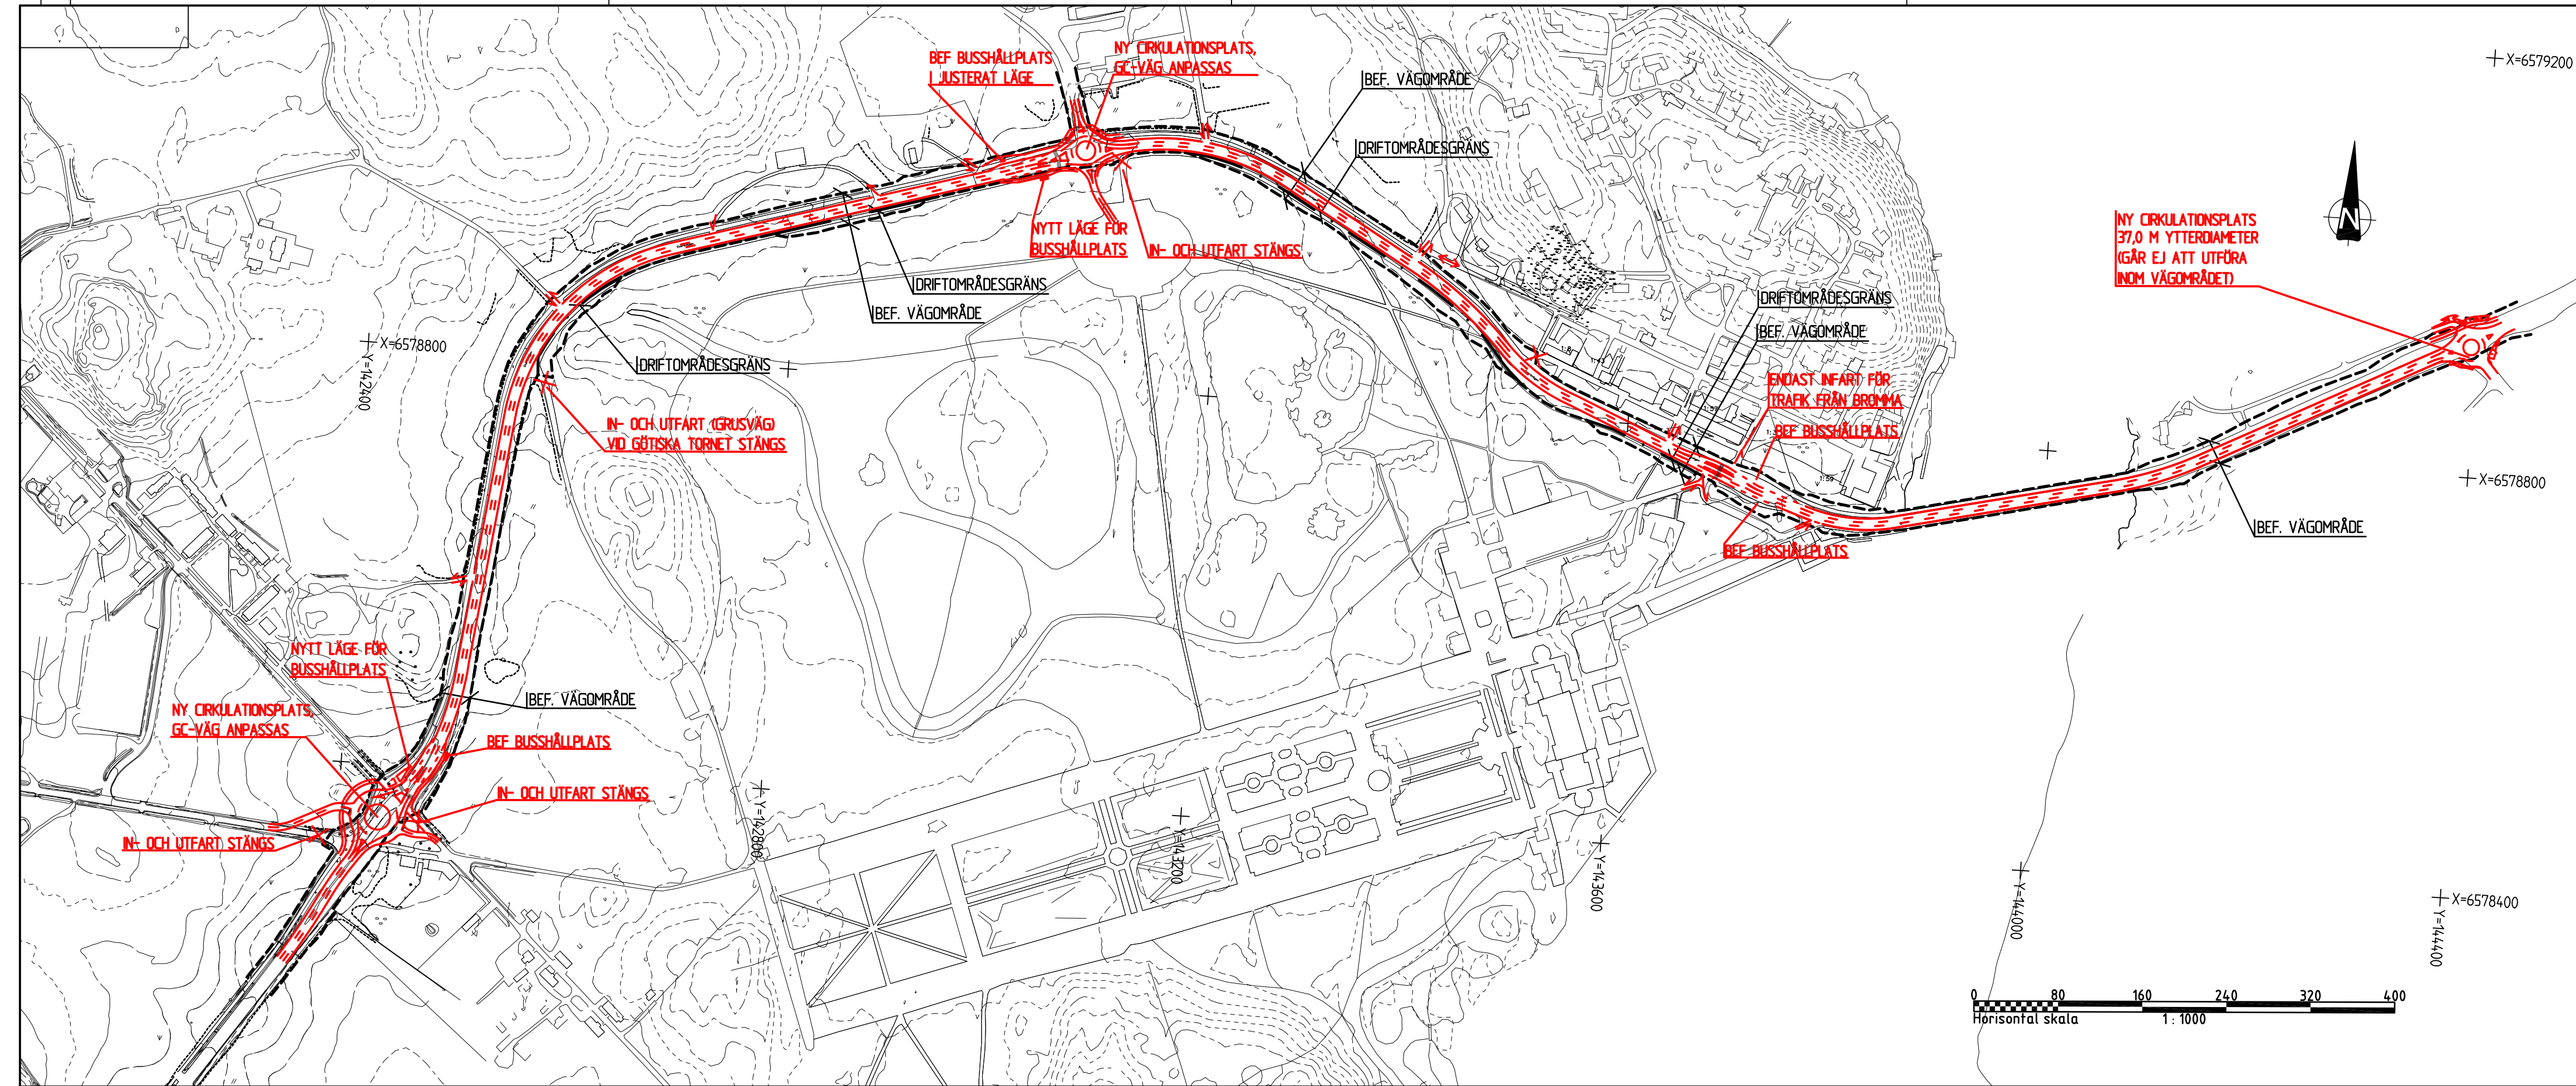 BEF BUSSHÅLLPLATS
I JUSTERAT LÄGE
NY CIRKULATIONSPLATS,
GC-VÄG ANPASSAS
BEF. VÄGOMRÅDE
X=6579200
DRIFTOMRÅDESGRÄNS
N
NY CIRKULATIONSPLATS
37,0 M YTTERDIAMETER
(GÅR EJ ATT UTFÖRA
INOM VÄGOMRÅDET)
NYTT LÄGE FÖR
BUSSHÅLLPLATS
IN- OCH UTFART STÄNGS
DRIFTOMRÅDESGRÄNS
BEF. VÄGOMRÅDE
DRIFTOMRÅDESGRÄNS
BEF. VÄGOMRÅDE
X=6578800
Y=142400
DRIFTOMRÅDESGRÄNS
1:43
ENDAST INFART FÖR
TRAFIK FRÅN BROMMA
BEF BUSSHÅLLPLATS
IN- OCH UTFART (GRUSVÄG)
VID GÖTISKA TORNET STÄNGS
1:59
X=6578800
BEF. VÄGOMRÅDE
BEF BUSSHÅLLPLATS
NYTT LÄGE FÖR
BUSSHÅLLPLATS
BEF. VÄGOMRÅDE
NY CIRKULATIONSPLATS,
GC-VÄG ANPASSAS
BEF BUSSHÅLLPLATS
IN- OCH UTFART STÄNGS
IN- OCH UTFART STÄNGS
Y=142800
Y=143200
Y=143600
Y=144000
X=6578400
Y=144400
0 80 160 240 320 400
Horisontal skala 1 : 1000